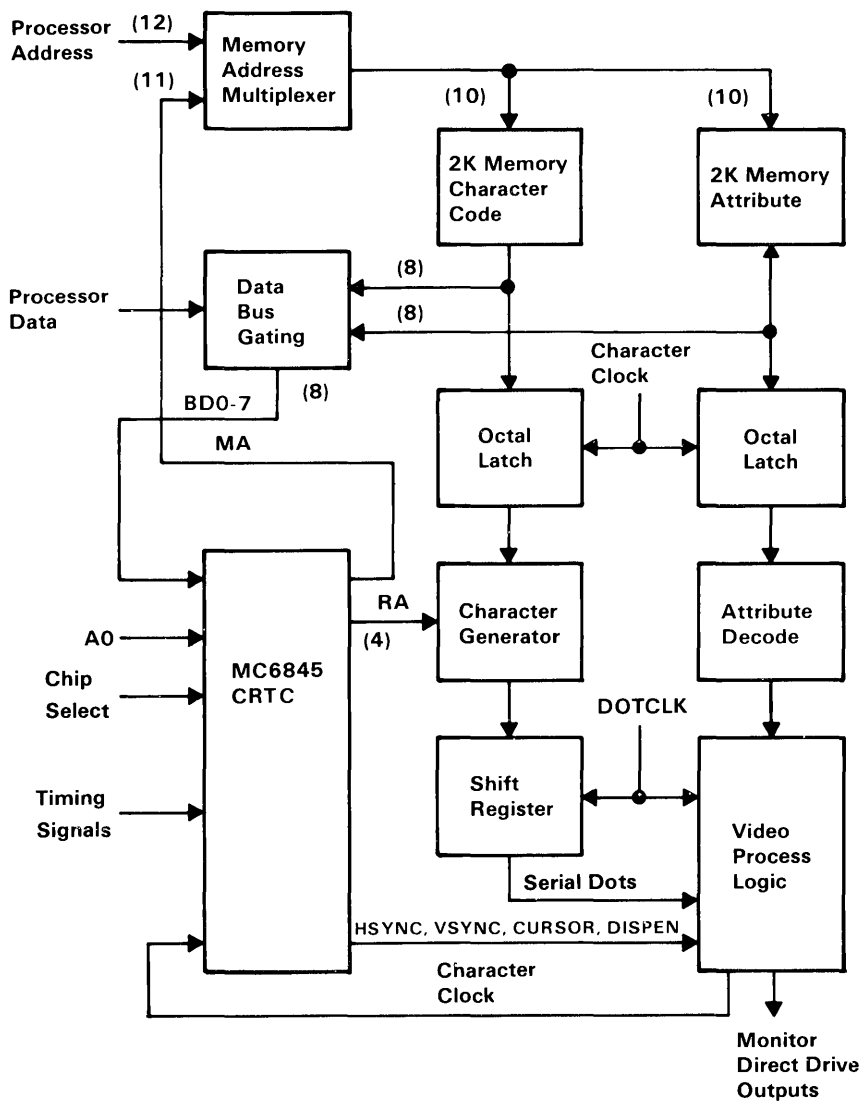 Processor
Address
(12)
(11)
Memory
Address
Multiplexer
(10)
(10)
2K Memory
Character
Code
2K Memory
Attribute
Processor
Data
Data
Bus
Gating
(8)
(8)
Character
Clock
BD0-7
(8)
MA
Octal
Latch
Octal
Latch
A0
Chip
Select
Timing
Signals
MC6845
CRTC
RA
(4)
Character
Generator
Attribute
Decode
DOTCLK
Shift
Register
Video
Process
Logic
Serial Dots
HSYNC, VSYNC, CURSOR, DISPEN
Character
Clock
Monitor
Direct Drive
Outputs